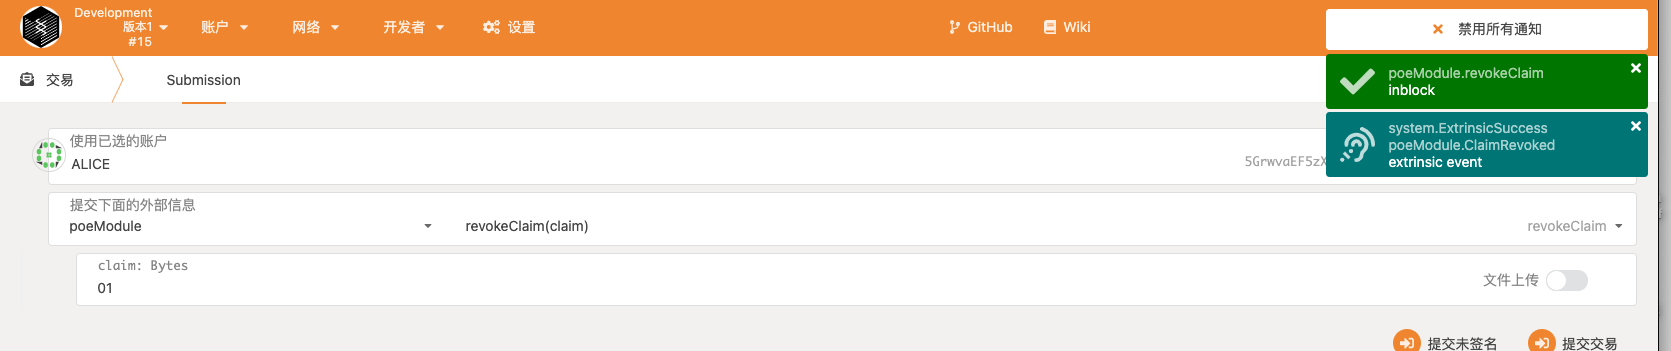 Development
版本1
#15
账户
网络
开发者
设置
GitHub
Wiki
禁用所有通知
poeModule.revokeClaim
inblock
system.ExtrinsicSuccess
poeModule.ClaimRevoked
extrinsic event
交易
Submission
使用已选的账户
ALICE
5GrwvaEF5zX
提交下面的外部信息
poeModule
revokeClaim(claim)
revokeClaim
claim: Bytes
01
文件上传
提交未签名
提交交易